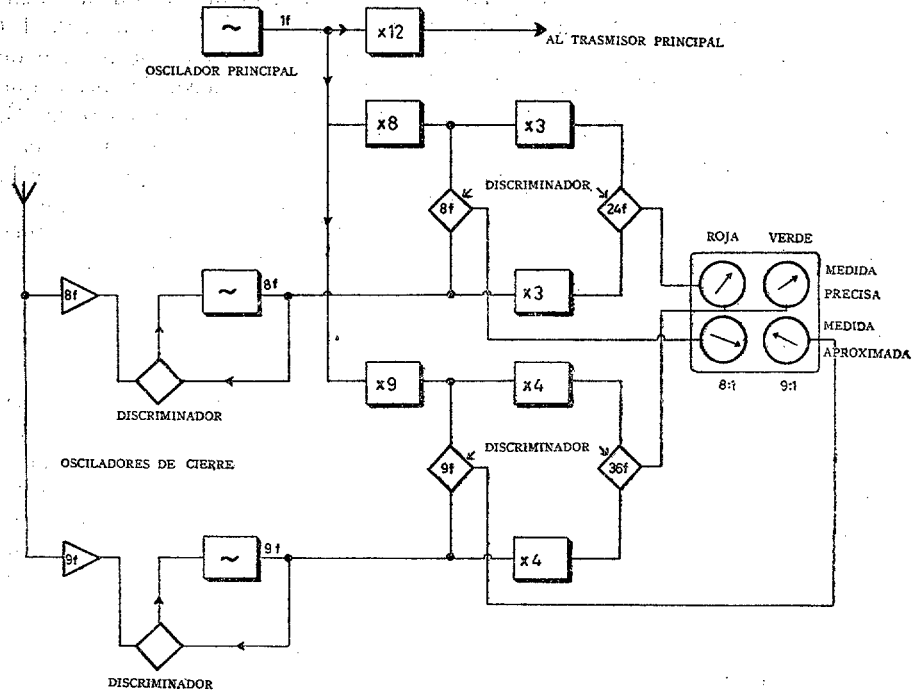 1f
~
x12
AL TRASMISOR PRINCIPAL
OSCILADOR PRINCIPAL
x8
x3
DISCRIMINADOR
8f
24f
ROJA VERDE
MEDIDA
PRECISA
8f
~
8f
x3
MEDIDA
APROXIMADA
x9
x4
8:1 9:1
DISCRIMINADOR
DISCRIMINADOR
OSCILADORES DE CIERRE
9f
36f
9f
~
9f
x4
DISCRIMINADOR